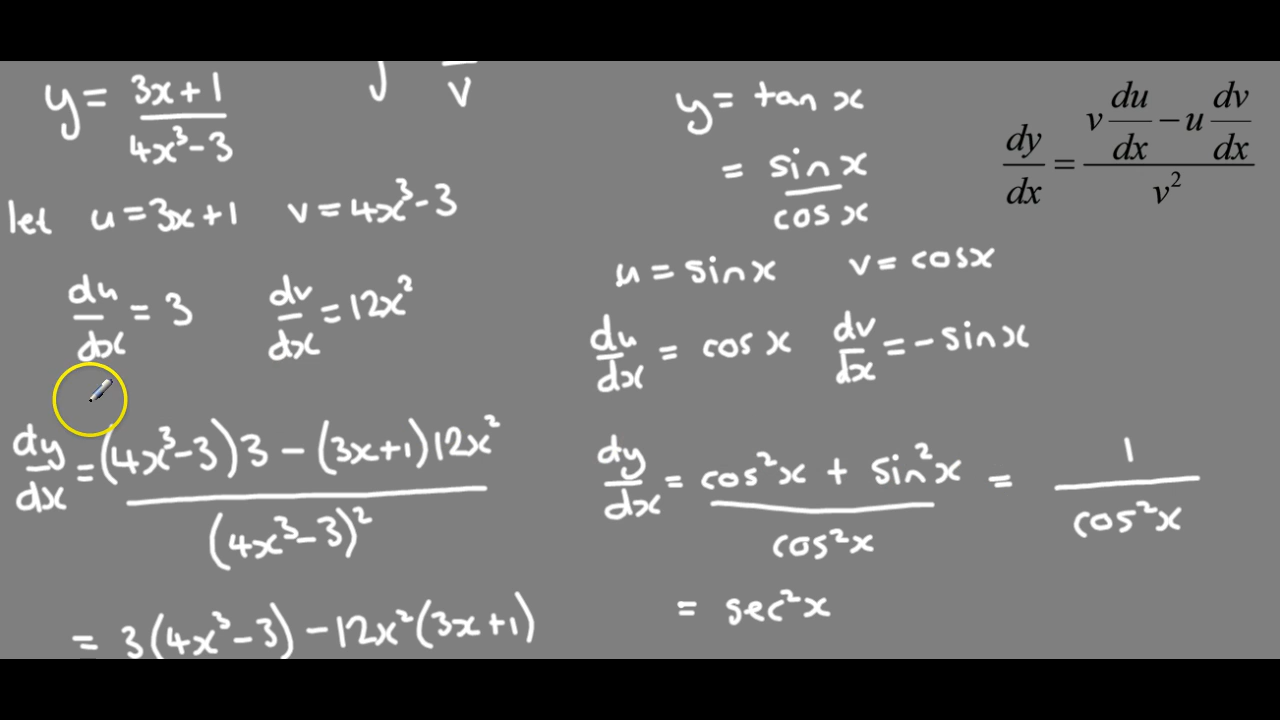 y = (3x+1)/(4x³-3)
y = u/v
let u = 3x+1 v = 4x³-3
du/dx = 3 dv/dx = 12x²
dy/dx = ((4x³-3)3 - (3x+1)12x²)/(4x³-3)²
= 3(4x³-3) - 12x²(3x+1)
y = tan x
= sin x/cos x
u = sin x v = cos x
du/dx = cos x dv/dx = - sin x
dy/dx = (cos²x + sin²x)/cos²x = 1/cos²x
= sec²x
dy/dx = (v du/dx - u dv/dx)/v²